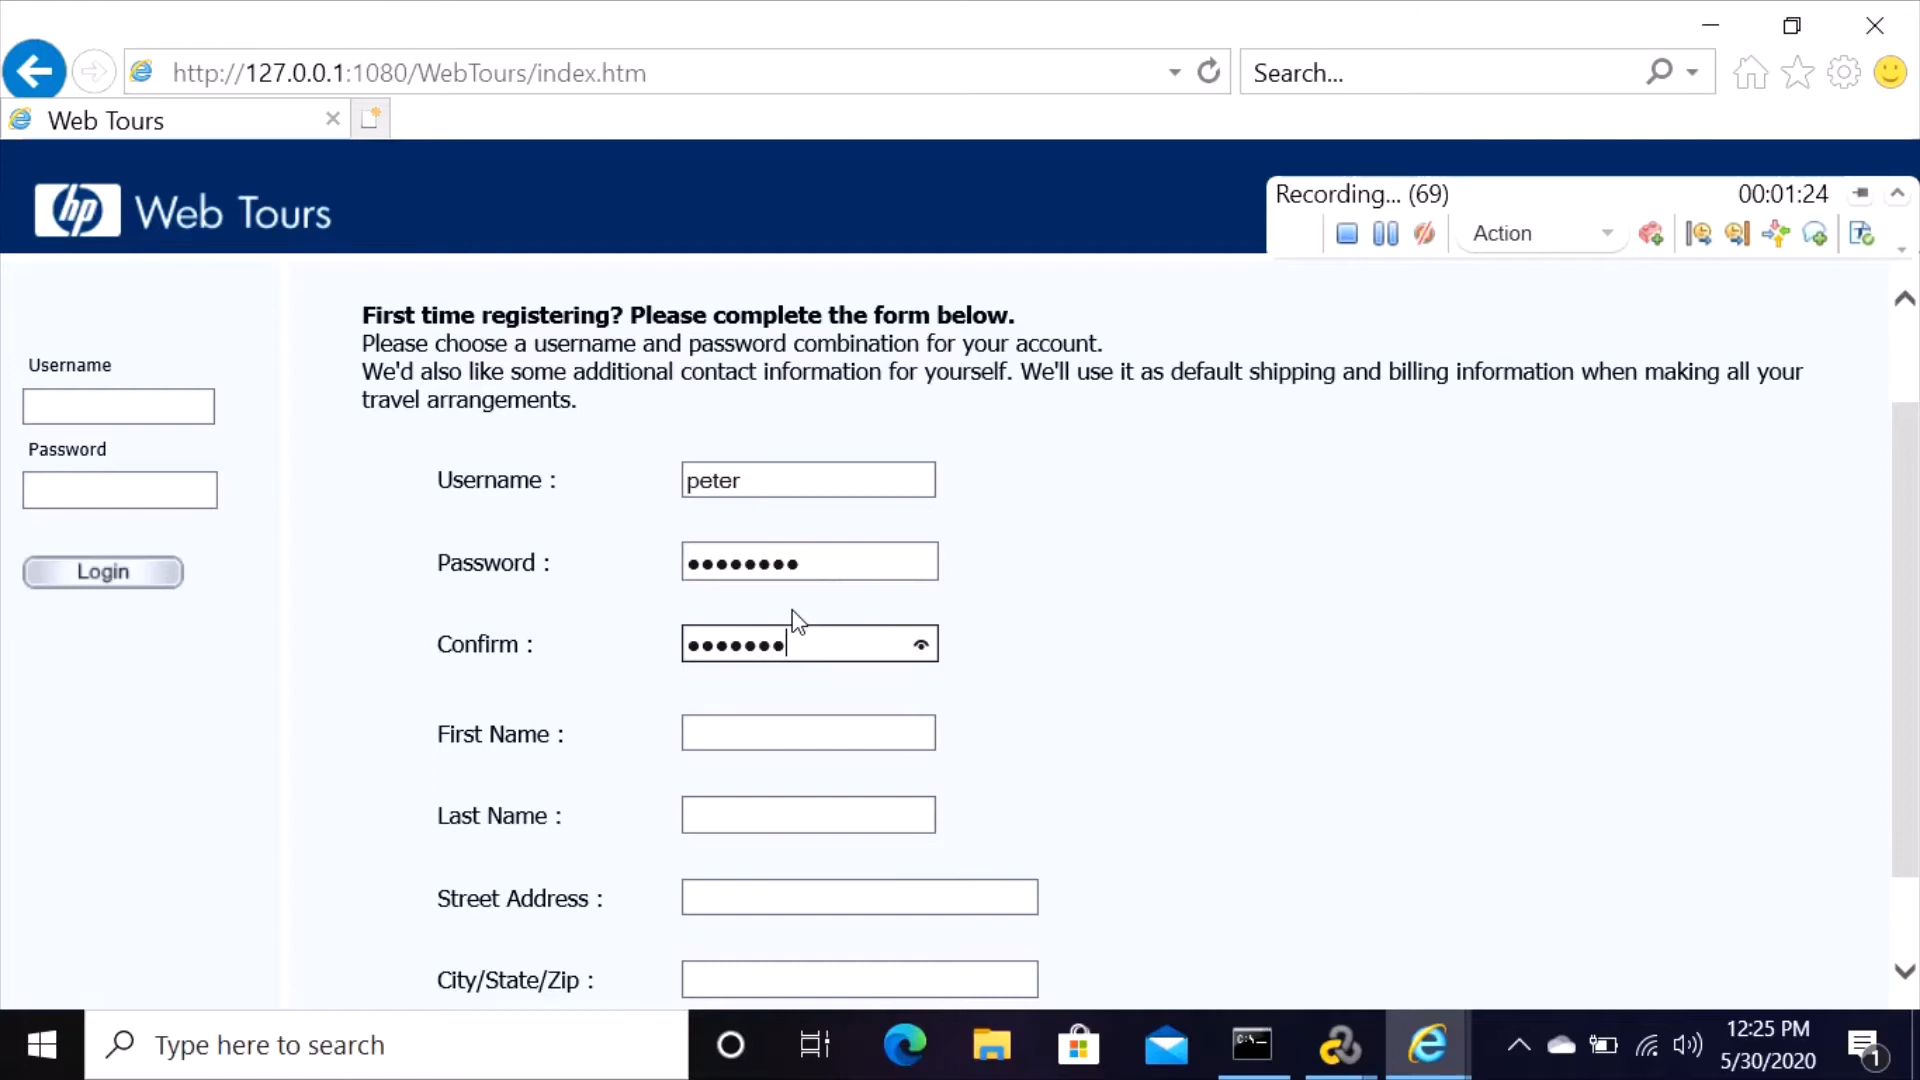 http://127.0.0.1:1080/WebTours/index.htm
Search...
Web Tours
hp Web Tours
Recording... (69)
00:01:24
Action
First time registering? Please complete the form below.
Please choose a username and password combination for your account.
We'd also like some additional contact information for yourself. We'll use it as default shipping and billing information when making all your
travel arrangements.
Username
Password
Login
Username :
peter
Password :
••••••••
Confirm :
•••••••
First Name :
Last Name :
Street Address :
City/State/Zip :
Type here to search
C:\
12:25 PM
5/30/2020
1